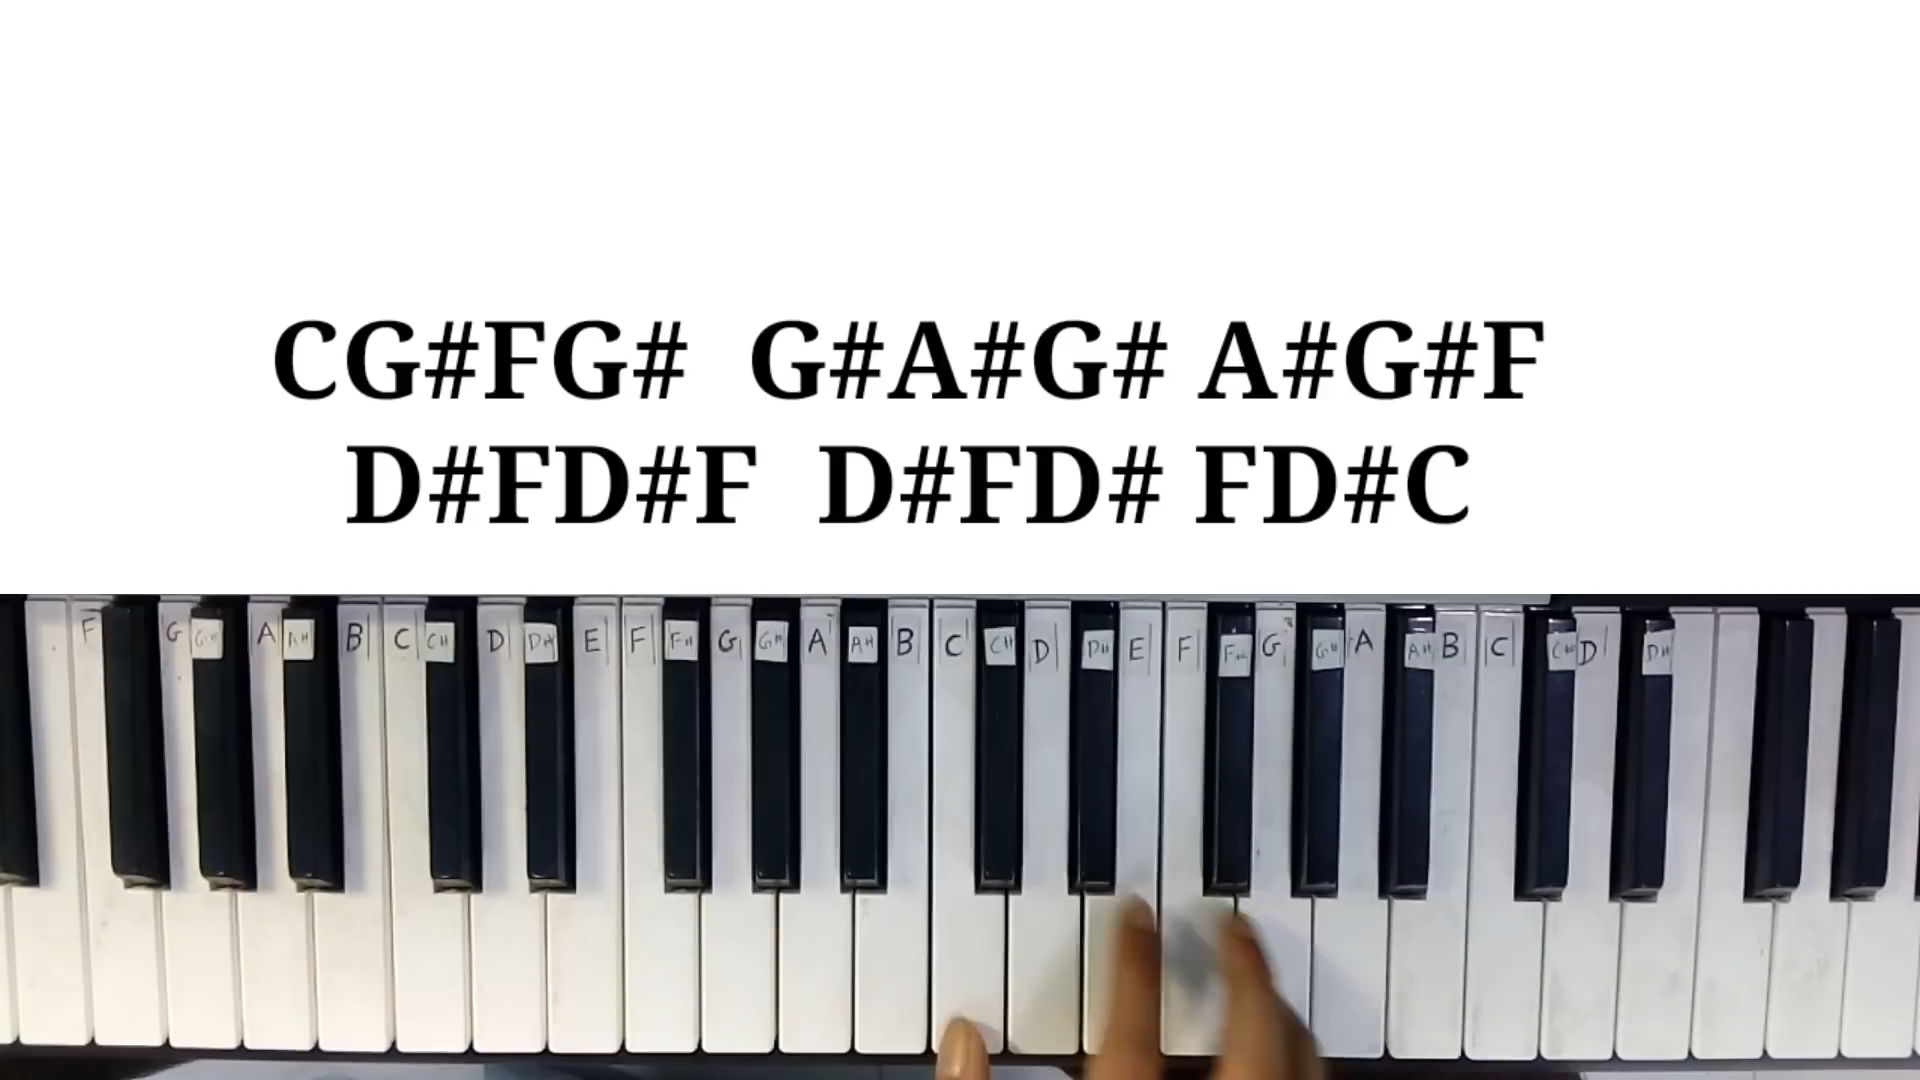 CG#FG#  G#A#G# A#G#F
D#FD#F  D#FD# FD#C
F G G# A A# B C C# D D# E F F# G G# A A# B C C# D D# E F F# G G# A A# B C C# D D#